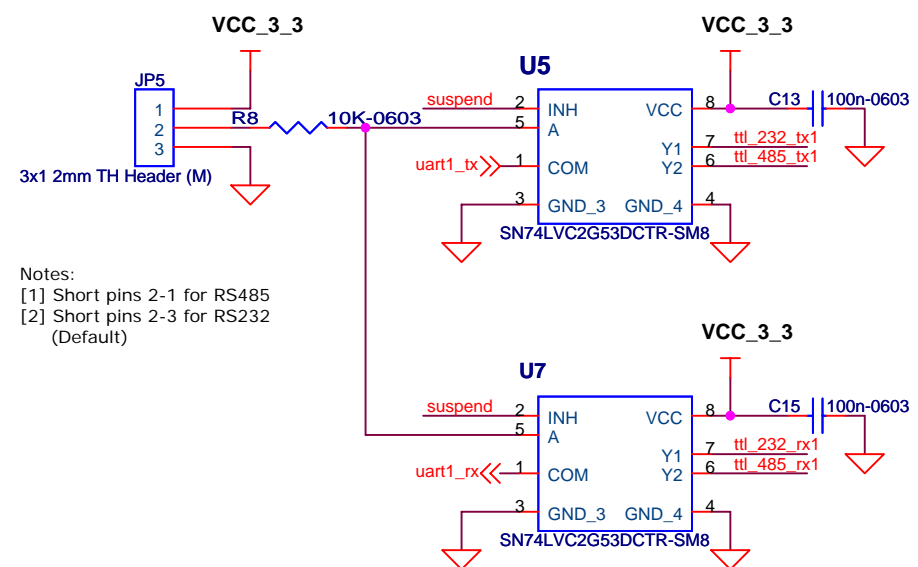 VCC_3_3
JP5
1
2
3
R8
10K-0603
3x1 2mm TH Header (M)
Notes:
[1] Short pins 2-1 for RS485
[2] Short pins 2-3 for RS232
(Default)
VCC_3_3
U5
suspend
2
INH
5
A
uart1_tx
1
COM
3
GND_3
GND_4
4
VCC
8
C13
100n-0603
Y1
7
ttl_232_tx1
Y2
6
ttl_485_tx1
SN74LVC2G53DCTR-SM8
VCC_3_3
U7
suspend
2
INH
5
A
uart1_rx
1
COM
3
GND_3
GND_4
4
VCC
8
C15
100n-0603
Y1
7
ttl_232_rx1
Y2
6
ttl_485_rx1
SN74LVC2G53DCTR-SM8